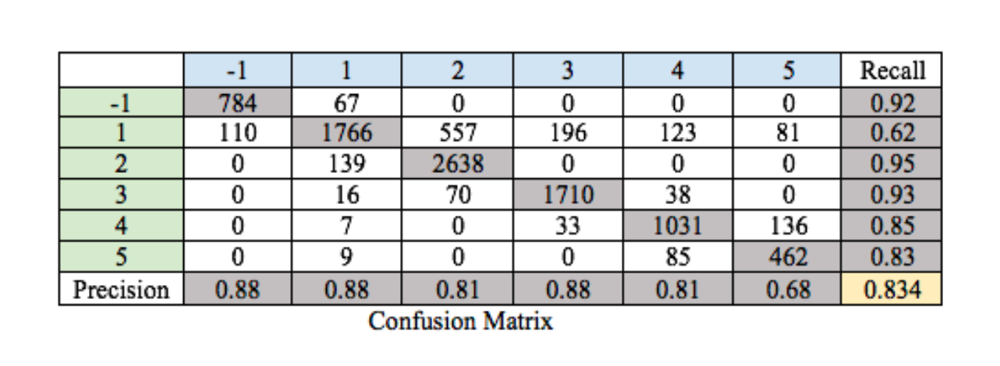 -1 1 2 3 4 5 Recall
-1 784 67 0 0 0 0 0.92
1 110 1766 557 196 123 81 0.62
2 0 139 2638 0 0 0 0.95
3 0 16 70 1710 38 0 0.93
4 0 7 0 33 1031 136 0.85
5 0 9 0 0 85 462 0.83
Precision 0.88 0.88 0.81 0.88 0.81 0.68 0.834
Confusion Matrix